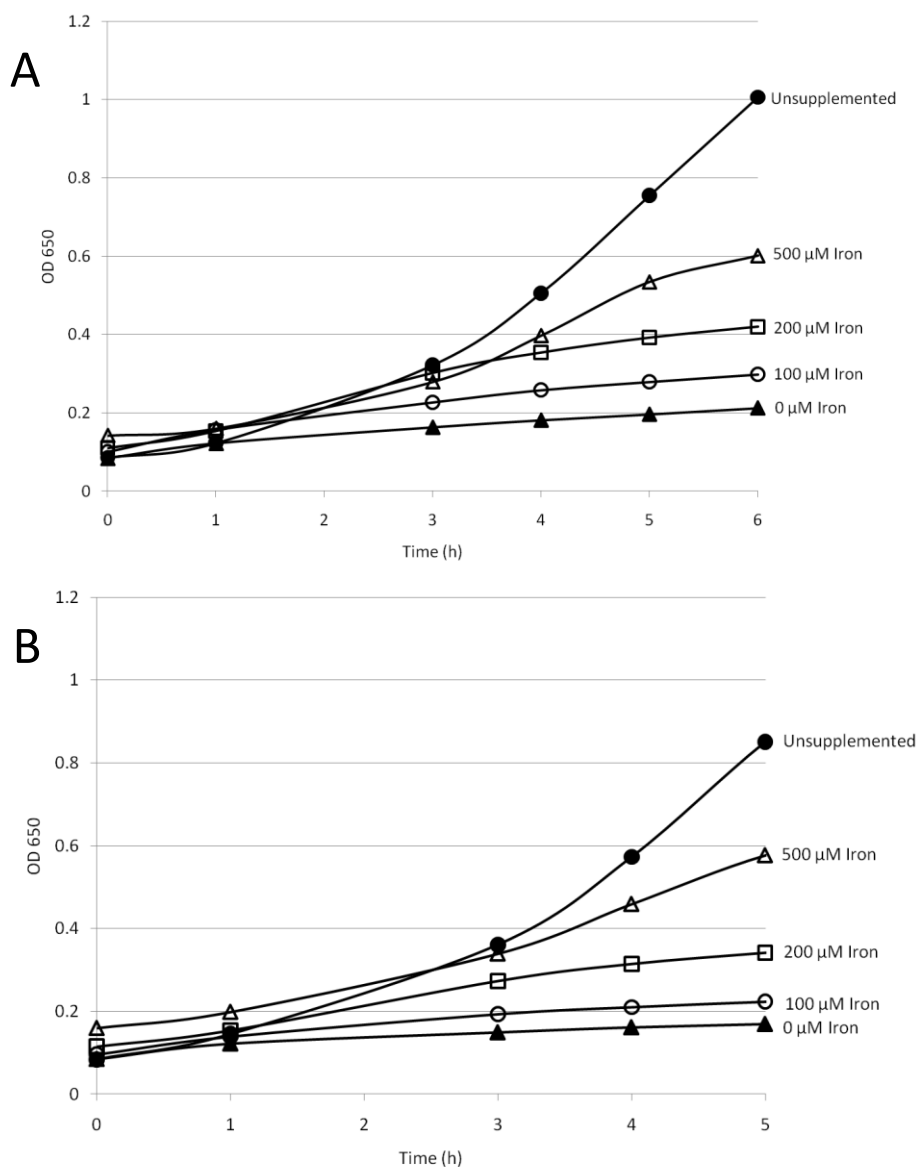 A
1.2
1
0.8
0.6
0.4
0.2
0
OD 650
0 1 2 3 4 5 6
Time (h)
Unsupplemented
500 µM Iron
200 µM Iron
100 µM Iron
0 µM Iron
B
1.2
1
0.8
0.6
0.4
0.2
0
OD 650
0 1 2 3 4 5
Time (h)
Unsupplemented
500 µM Iron
200 µM Iron
100 µM Iron
0 µM Iron